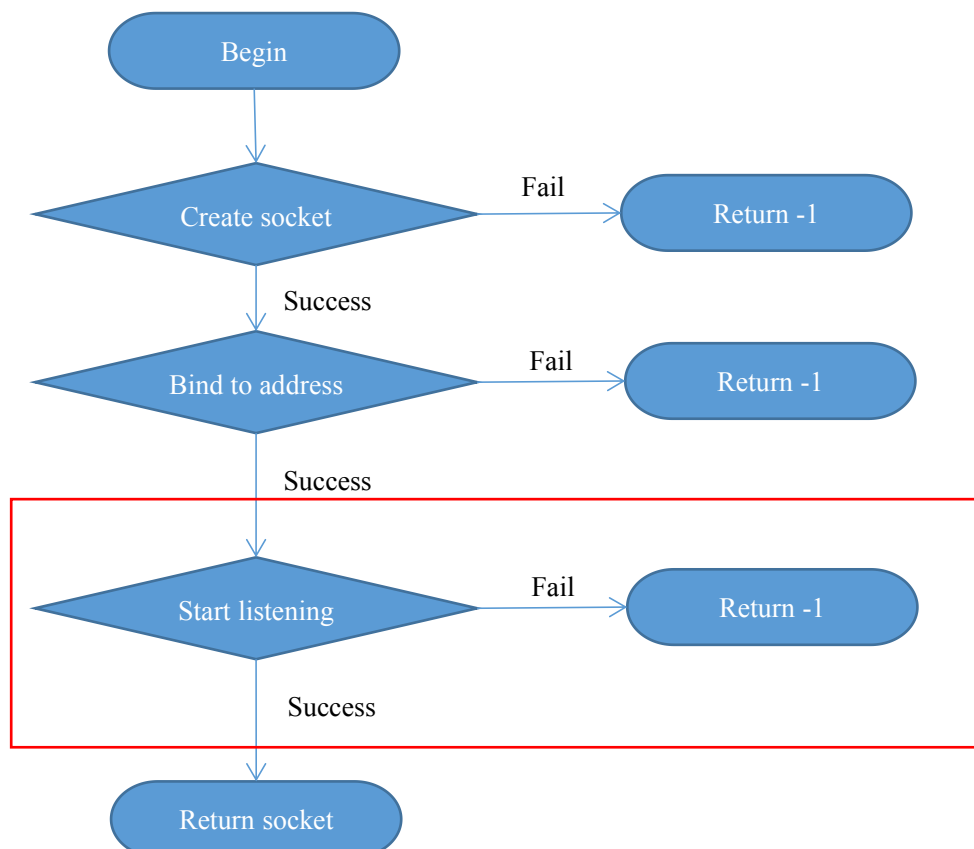 Begin
Create socket
Fail
Return -1
Success
Bind to address
Fail
Return -1
Success
Start listening
Fail
Return -1
Success
Return socket